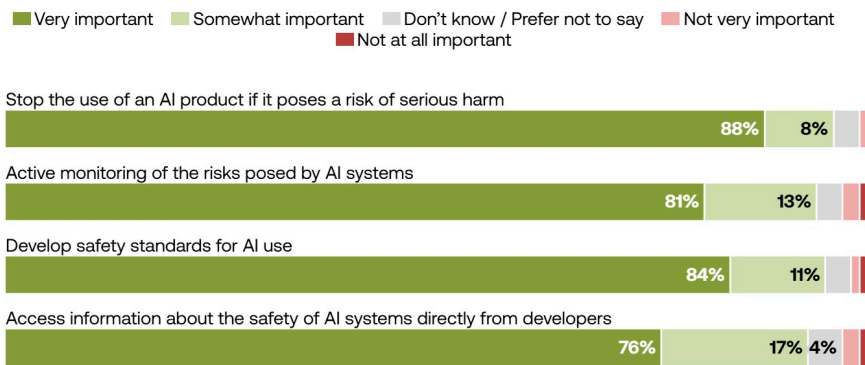 Very important Somewhat important Don’t know / Prefer not to say Not very important
Not at all important
Stop the use of an AI product if it poses a risk of serious harm
88% 8%
Active monitoring of the risks posed by AI systems
81% 13%
Develop safety standards for AI use
84% 11%
Access information about the safety of AI systems directly from developers
76% 17% 4%